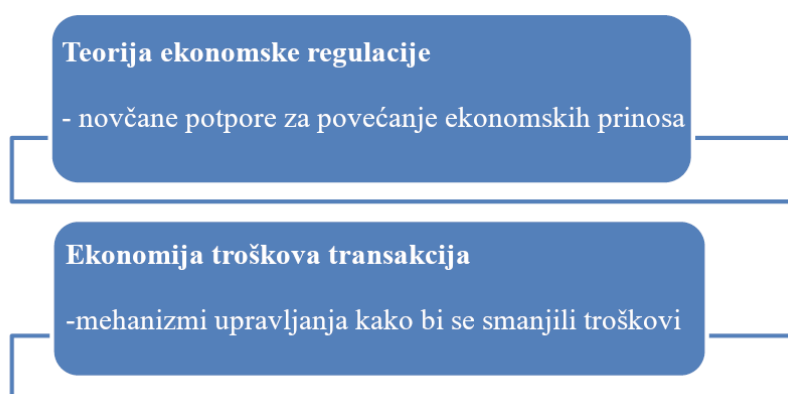 Teorija ekonomske regulacije
- novčane potpore za povećanje ekonomskih prinosa
Ekonomija troškova transakcija
-mehanizmi upravljanja kako bi se smanjili troškovi